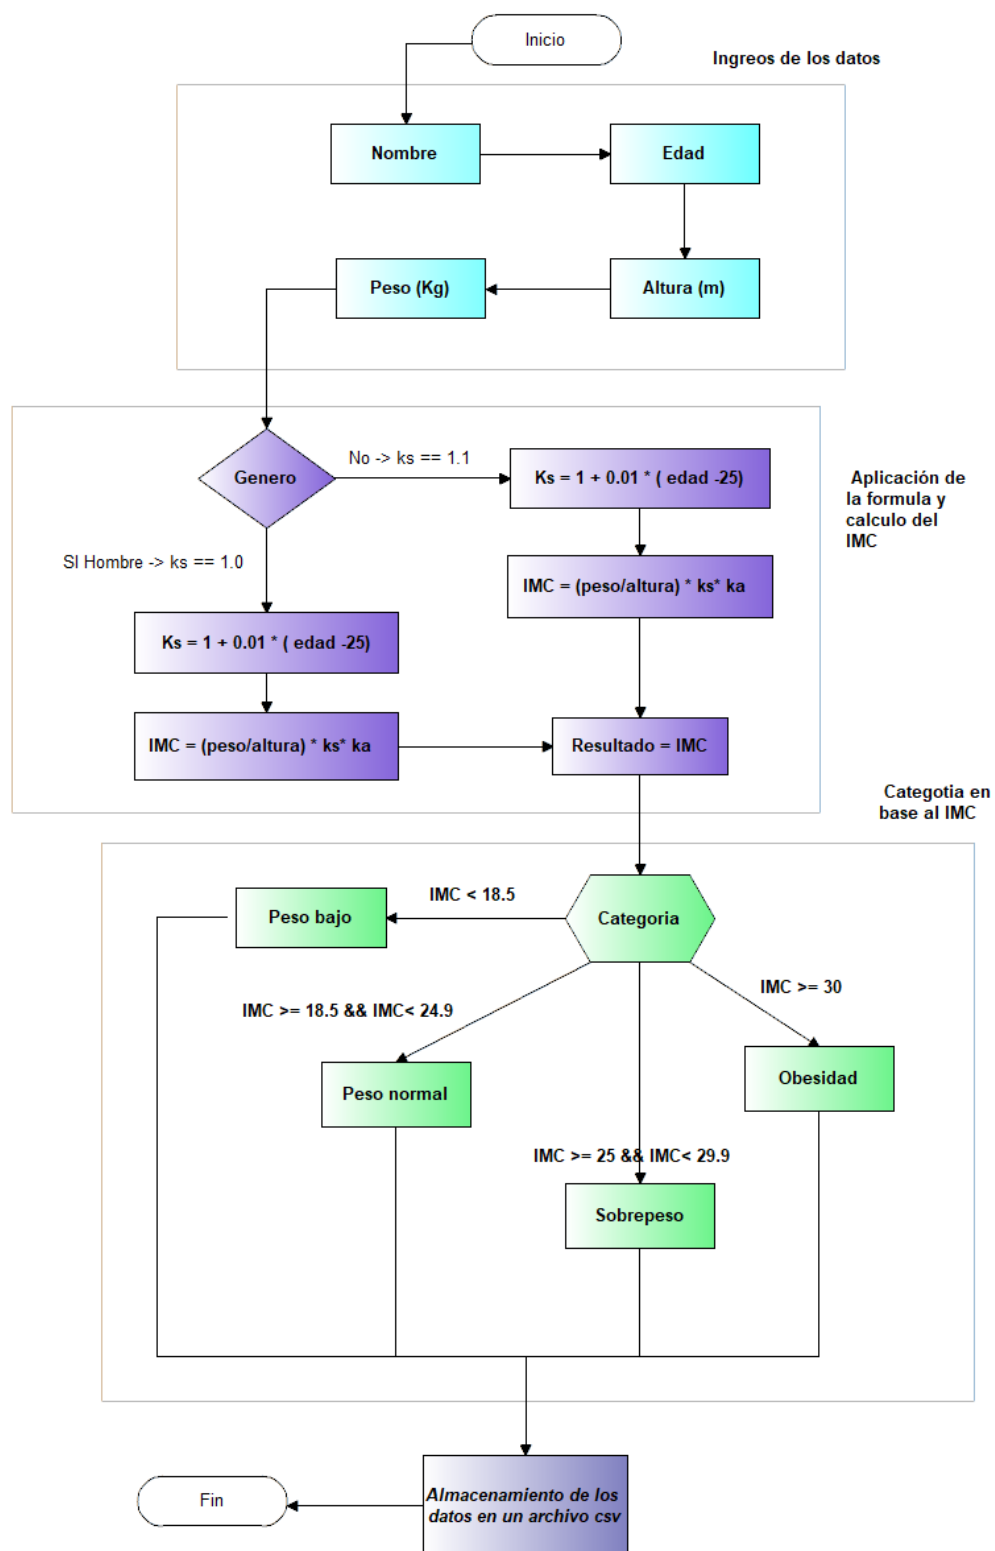 Inicio
Ingreos de los datos
Nombre
Edad
Peso (Kg)
Altura (m)
Genero
No -> ks == 1.1
Ks = 1 + 0.01 * ( edad -25)
Aplicación de
la formula y
calculo del
IMC
SI Hombre -> ks == 1.0
IMC = (peso/altura) * ks* ka
Ks = 1 + 0.01 * ( edad -25)
IMC = (peso/altura) * ks* ka
Resultado = IMC
Categotia en
base al IMC
IMC < 18.5
Peso bajo
Categoria
IMC >= 18.5 && IMC< 24.9
IMC >= 30
Peso normal
Obesidad
IMC >= 25 && IMC< 29.9
Sobrepeso
Fin
Almacenamiento de los
datos en un archivo csv